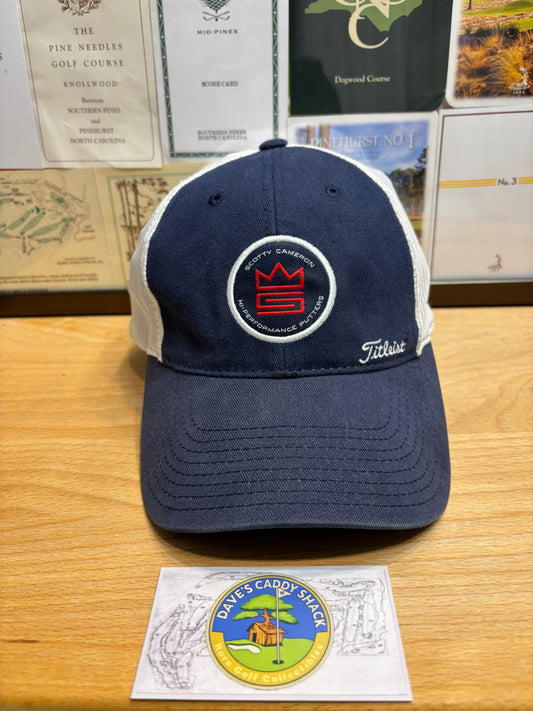 THE
PINE NEEDLES
GOLF COURSE
KNOLLWOOD
Between
SOUTHERN PINES
and
PINEHURST
NORTH CAROLINA
MID-PINES
SCORE CARD
SOUTHERN PINES
NORTH CAROLINA
NC
Dogwood Course
PINEHURST NO. 1
No. 3
SCOTTY CAMERON
S
HI-PERFORMANCE PUTTERS
Titleist
DAVE'S CADDY SHACK
Rare Golf Collectibles